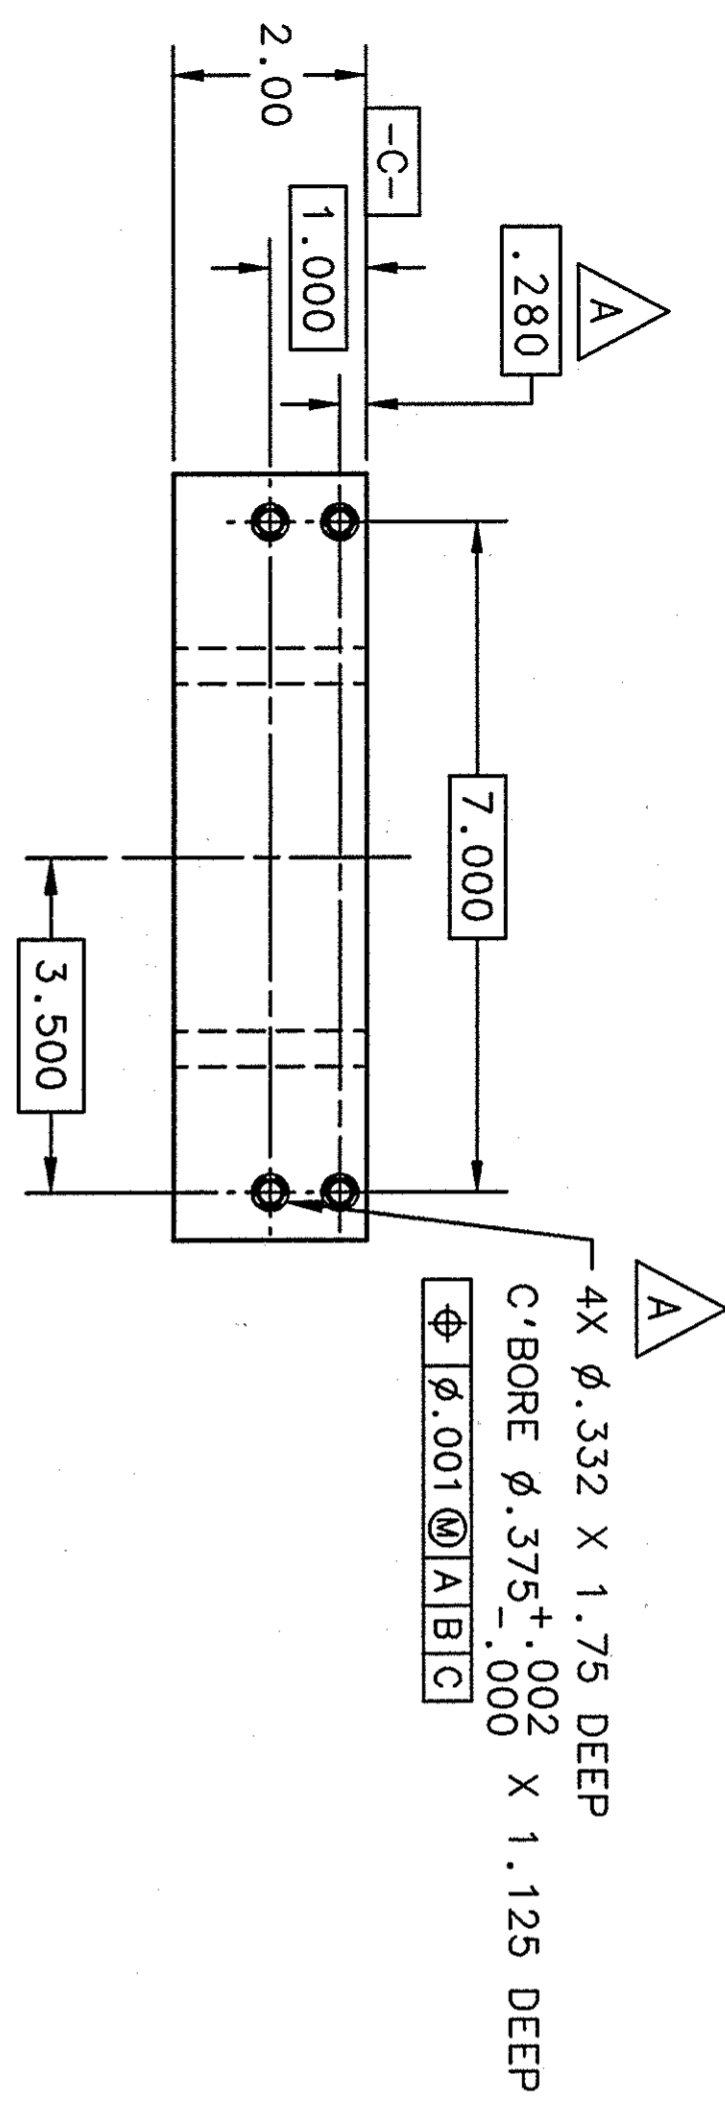 A
4X Ø.332 X 1.75 DEEP
C'BORE Ø.375 +.002 -.000 X 1.125 DEEP
⌖ Ø.001 Ⓜ A B C
A
.280
-C-
1.000
2.00
7.000
3.500